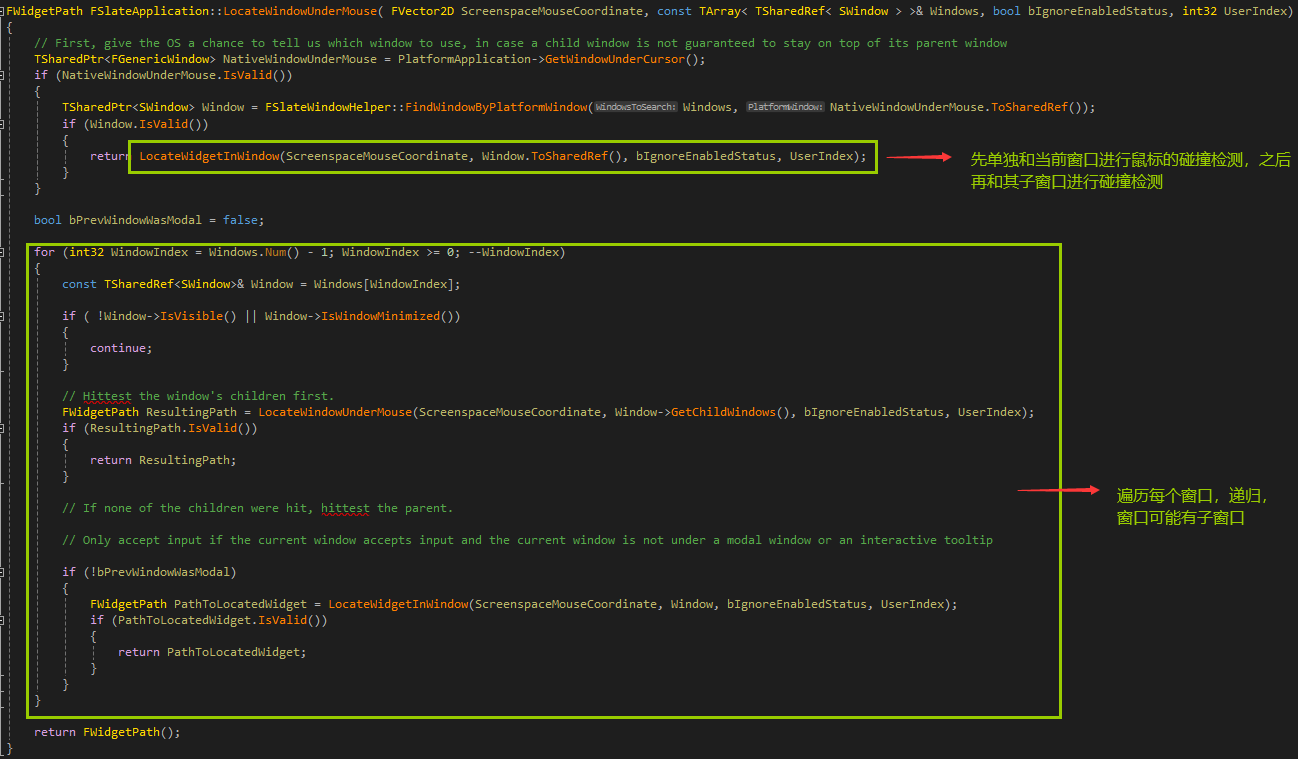 FWidgetPath FSlateApplication::LocateWindowUnderMouse( FVector2D ScreenspaceMouseCoordinate, const TArray< TSharedRef< SWindow > >& Windows, bool bIgnoreEnabledStatus, int32 UserIndex)
{
// First, give the OS a chance to tell us which window to use, in case a child window is not guaranteed to stay on top of its parent window
TSharedPtr<FGenericWindow> NativeWindowUnderMouse = PlatformApplication->GetWindowUnderCursor();
if (NativeWindowUnderMouse.IsValid())
{
TSharedPtr<SWindow> Window = FSlateWindowHelper::FindWindowByPlatformWindow(WindowsToSearch: Windows, PlatformWindow: NativeWindowUnderMouse.ToSharedRef());
if (Window.IsValid())
{
return LocateWidgetInWindow(ScreenspaceMouseCoordinate, Window.ToSharedRef(), bIgnoreEnabledStatus, UserIndex);
先单独和当前窗口进行鼠标的碰撞检测，之后
再和其子窗口进行碰撞检测
}
}
bool bPrevWindowWasModal = false;
for (int32 WindowIndex = Windows.Num() - 1; WindowIndex >= 0; --WindowIndex)
{
const TSharedRef<SWindow>& Window = Windows[WindowIndex];
if ( !Window->IsVisible() || Window->IsWindowMinimized())
{
continue;
}
// Hittest the window's children first.
FWidgetPath ResultingPath = LocateWindowUnderMouse(ScreenspaceMouseCoordinate, Window->GetChildWindows(), bIgnoreEnabledStatus, UserIndex);
if (ResultingPath.IsValid())
{
return ResultingPath;
}
遍历每个窗口，递归，
窗口可能有子窗口
// If none of the children were hit, hittest the parent.
// Only accept input if the current window accepts input and the current window is not under a modal window or an interactive tooltip
if (!bPrevWindowWasModal)
{
FWidgetPath PathToLocatedWidget = LocateWidgetInWindow(ScreenspaceMouseCoordinate, Window, bIgnoreEnabledStatus, UserIndex);
if (PathToLocatedWidget.IsValid())
{
return PathToLocatedWidget;
}
}
}
return FWidgetPath();
}